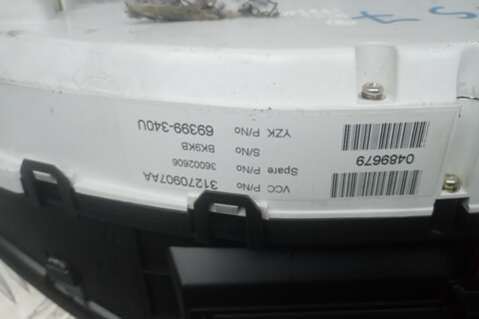 VCC P/No 31270907AA
Spare P/No 36002606
0489679
S/No BK9KB
YZK P/No 69399-340U